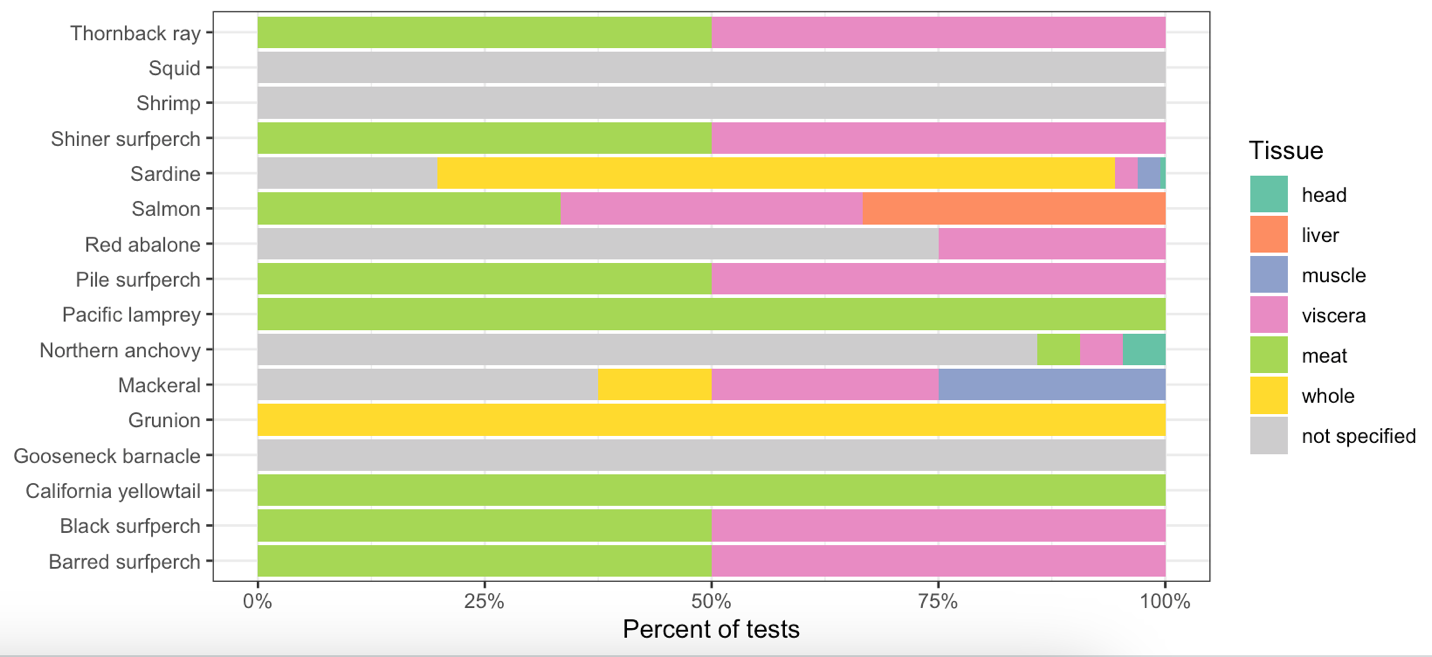 Thornback ray
Squid
Shrimp
Shiner surfperch
Sardine
Salmon
Red abalone
Pile surfperch
Pacific lamprey
Northern anchovy
Mackeral
Grunion
Gooseneck barnacle
California yellowtail
Black surfperch
Barred surfperch
0% 25% 50% 75% 100%
Percent of tests
Tissue
head
liver
muscle
viscera
meat
whole
not specified